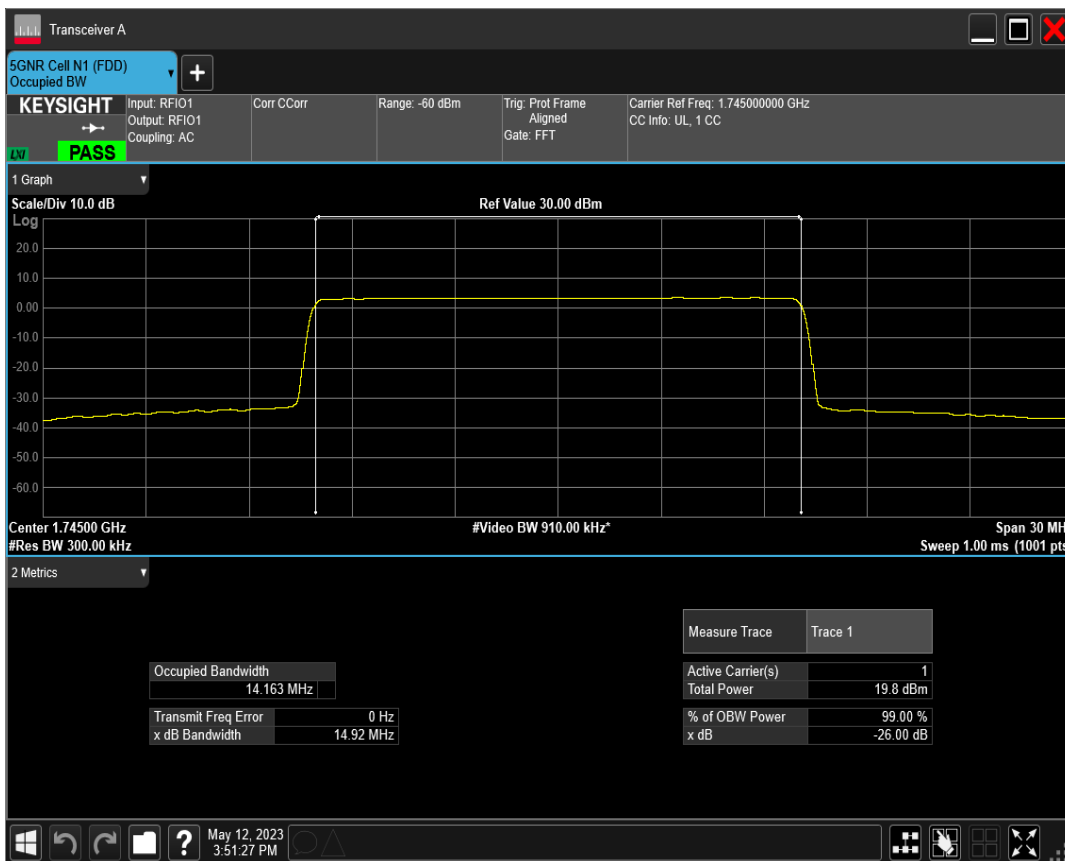 Transceiver A
5GNR Cell N1 (FDD)
Occupied BW
+
KEYSIGHT
LXI
PASS
Input: RFIO1
Output: RFIO1
Coupling: AC
Corr CCorr
Range: -60 dBm
Trig: Prot Frame
Aligned
Gate: FFT
Carrier Ref Freq: 1.745000000 GHz
CC Info: UL, 1 CC
1 Graph
Scale/Div 10.0 dB
Ref Value 30.00 dBm
Log
20.0
10.0
0.00
-10.0
-20.0
-30.0
-40.0
-50.0
-60.0
Center 1.74500 GHz
#Video BW 910.00 kHz*
Span 30 MH
#Res BW 300.00 kHz
Sweep 1.00 ms (1001 pts
2 Metrics
Measure Trace Trace 1
Occupied Bandwidth
14.163 MHz
Active Carrier(s) 1
Total Power 19.8 dBm
Transmit Freq Error 0 Hz
x dB Bandwidth 14.92 MHz
% of OBW Power 99.00 %
x dB -26.00 dB
?
May 12, 2023
3:51:27 PM